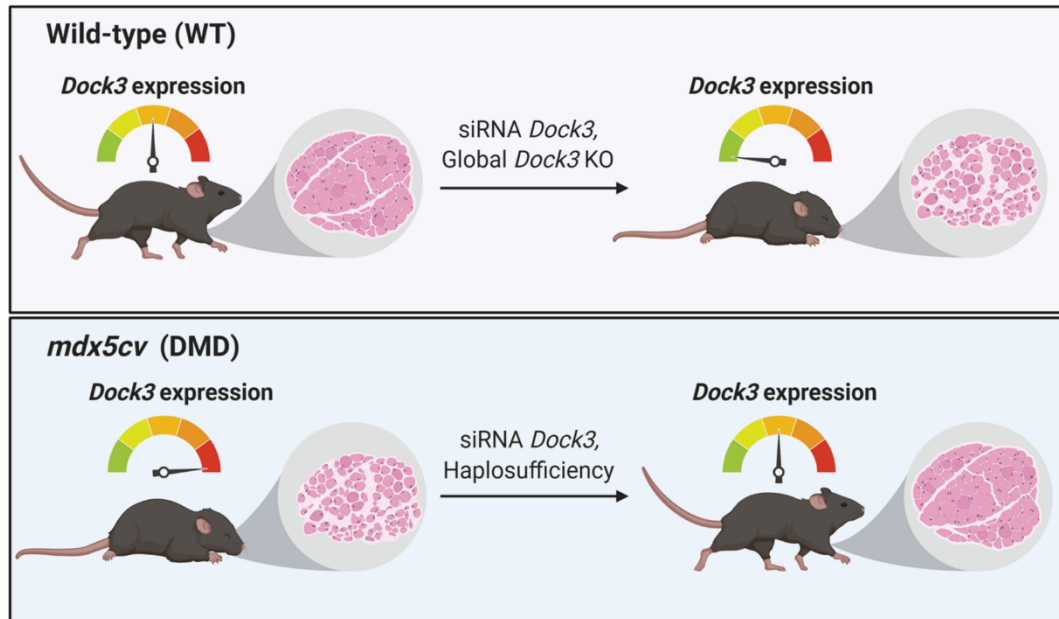 Wild-type (WT)
Dock3 expression
siRNA Dock3,
Global Dock3 KO
Dock3 expression
mdx5cv (DMD)
Dock3 expression
siRNA Dock3,
Haplosufficiency
Dock3 expression